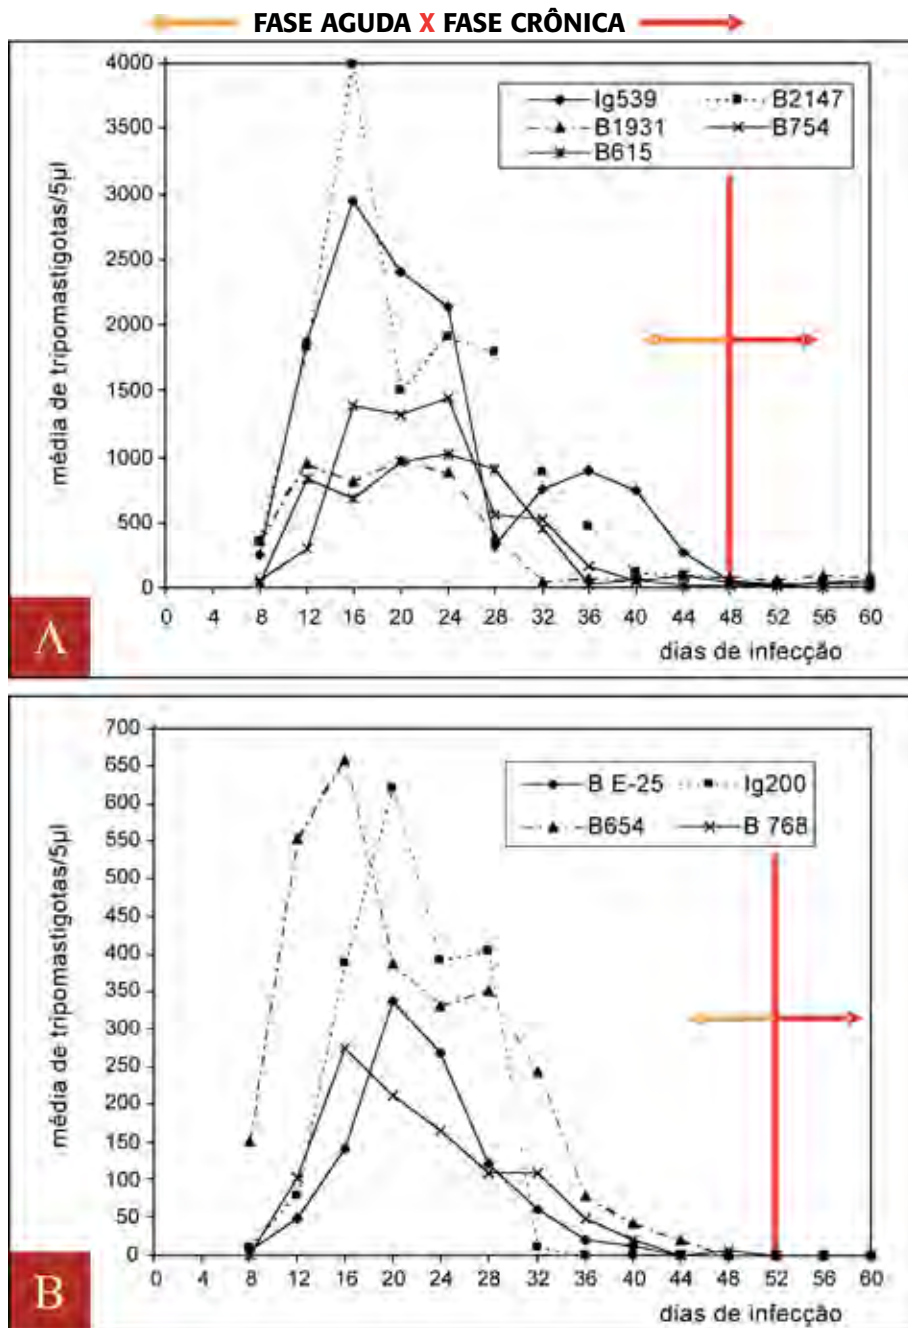 FASE AGUDA X FASE CRÔNICA
4000
3500
3000
2500
2000
1500
1000
500
0
média de tripomastigotas/5µl
Ig539 B2147
B1931 B754
B615
0 4 8 12 16 20 24 28 32 36 40 44 48 52 56 60
dias de infecção
A
700
650
600
550
500
450
400
350
300
250
200
150
100
50
0
média de tripomastigotas/5µl
B E-25 Ig200
B654 B 768
0 4 8 12 16 20 24 28 32 36 40 44 48 52 56 60
dias de infecção
B